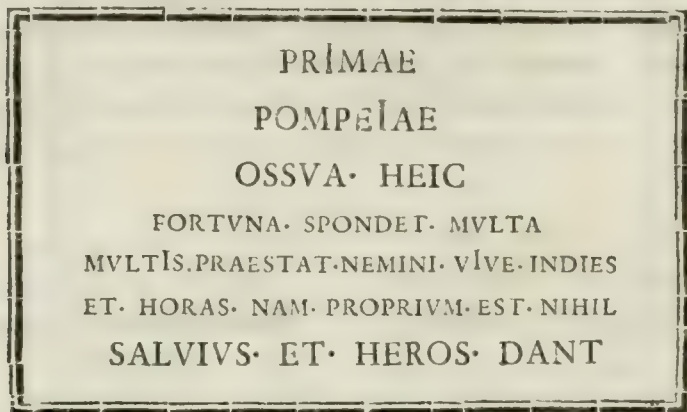 PRIMAE
POMPEIAE
OSSVA· HEIC
FORTVNA· SPONDET· MVLTA
MVLTIS.PRAESTAT·NEMINI· VIVE· INDIES
ET· HORAS· NAM· PROPRIVM· EST· NIHIL
SALVIVS· ET· HEROS· DANT